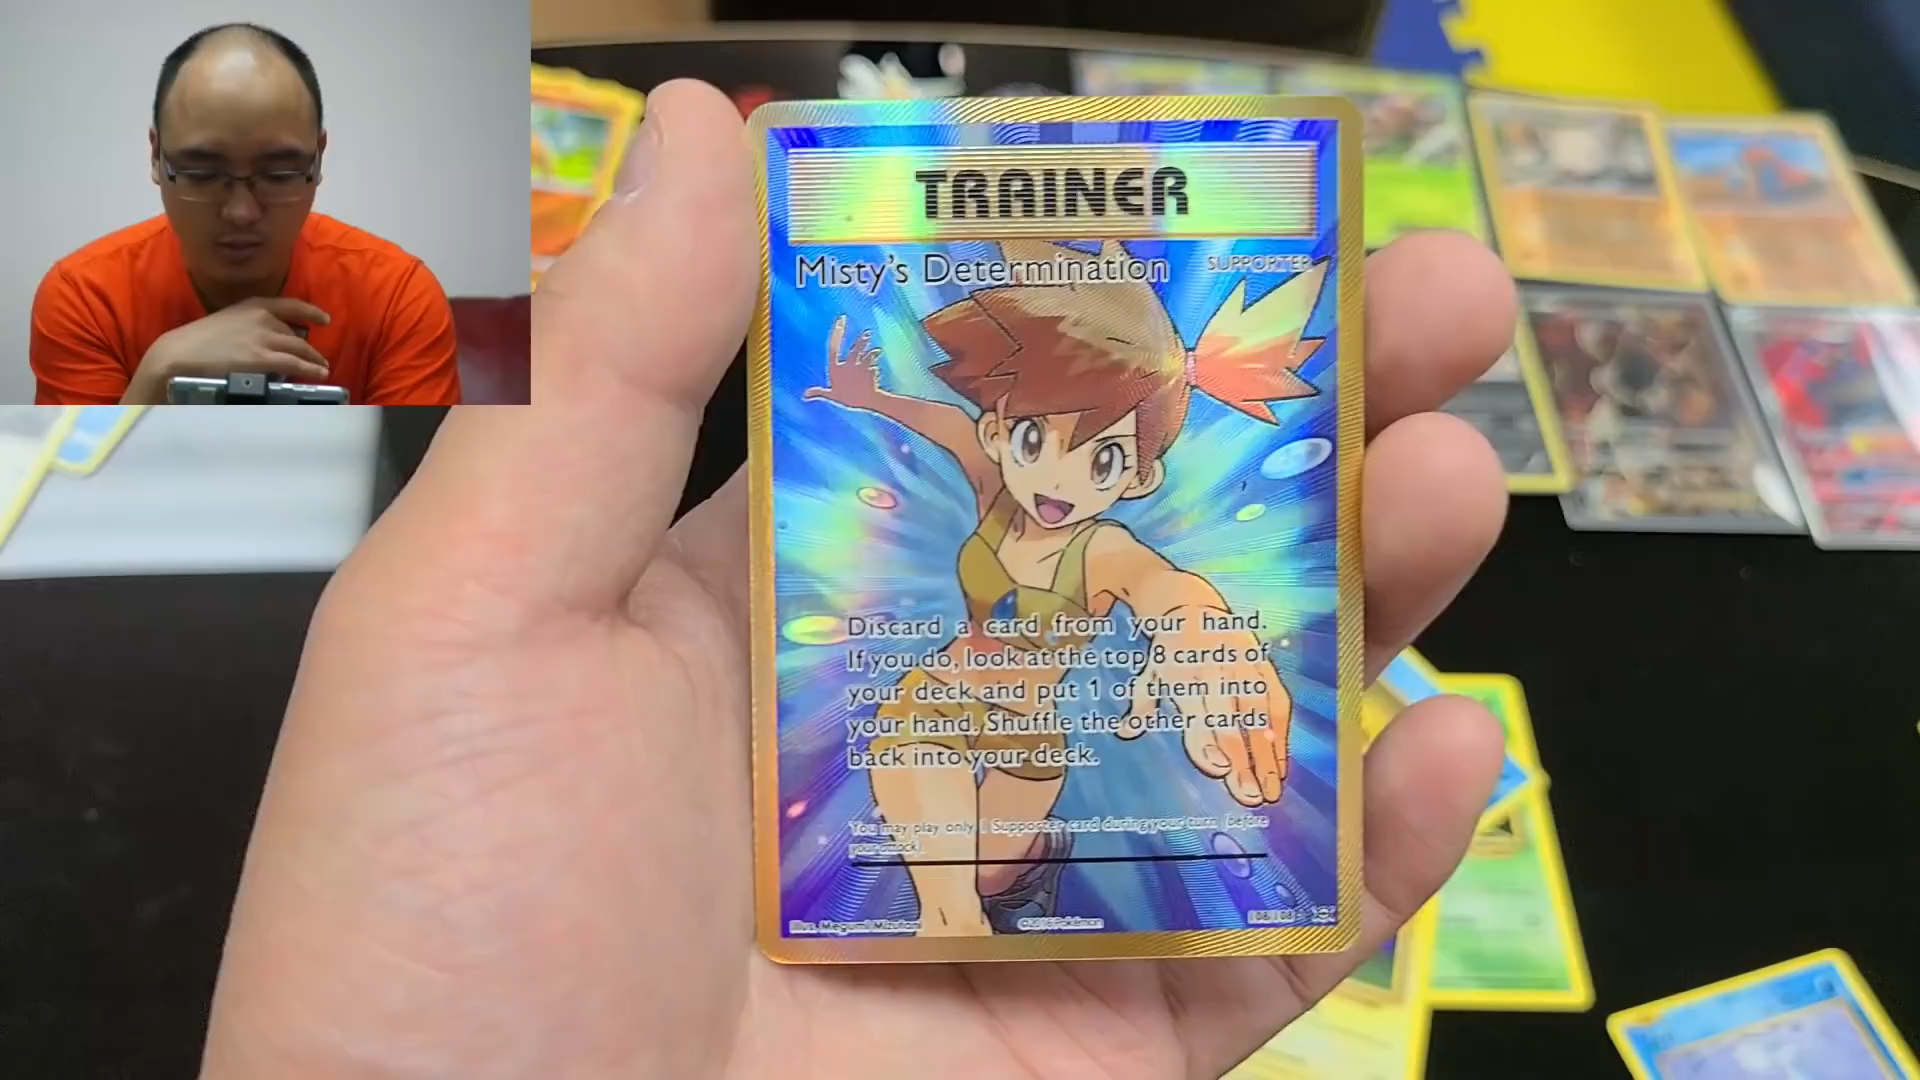 TRAINER
Misty's Determination SUPPORTER
Discard a card from your hand.
If you do, look at the top 8 cards of
your deck and put 1 of them into
your hand. Shuffle the other cards
back into your deck.
You may play only 1 Supporter card during your turn (before
your attack).
Illus. Megumi Mizutani ©2016 Pokémon 108/108